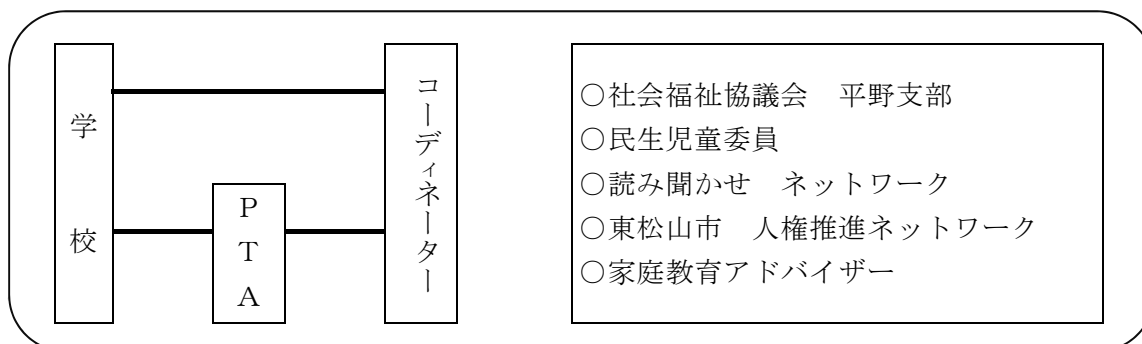 学校
PTA
コーディネーター
○社会福祉協議会　平野支部
○民生児童委員
○読み聞かせ　ネットワーク
○東松山市　人権推進ネットワーク
○家庭教育アドバイザー